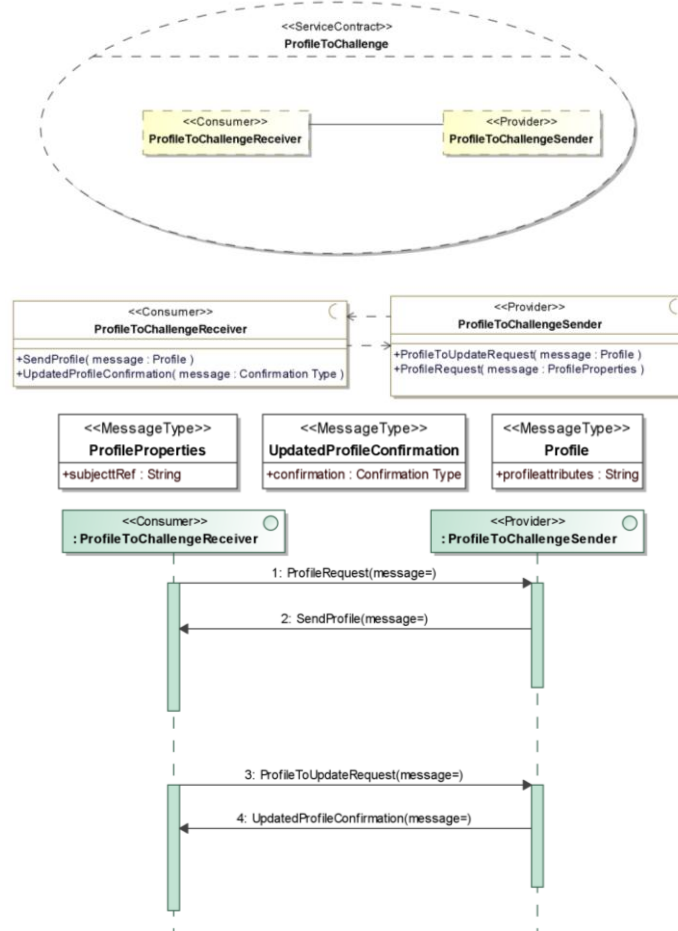 <<ServiceContract>>
ProfileToChallenge
<<Consumer>>
ProfileToChallengeReceiver
<<Provider>>
ProfileToChallengeSender
<<Consumer>>
ProfileToChallengeReceiver
+SendProfile( message : Profile )
+UpdatedProfileConfirmation( message : Confirmation Type )
<<Provider>>
ProfileToChallengeSender
+ProfileToUpdateRequest( message : Profile )
+ProfileRequest( message : ProfileProperties )
<<MessageType>>
ProfileProperties
+subjecttRef : String
<<MessageType>>
UpdatedProfileConfirmation
+confirmation : Confirmation Type
<<MessageType>>
Profile
+profileattributes : String
<<Consumer>>
: ProfileToChallengeReceiver
<<Provider>>
: ProfileToChallengeSender
1: ProfileRequest(message=)
2: SendProfile(message=)
3: ProfileToUpdateRequest(message=)
4: UpdatedProfileConfirmation(message=)